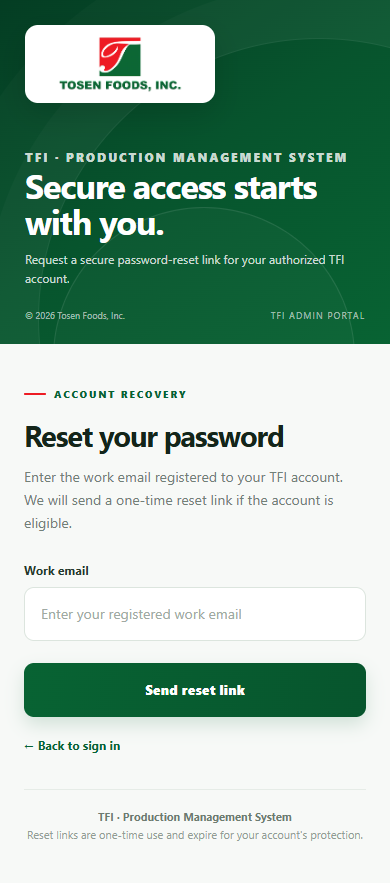 TOSEN FOODS, INC.
TFI · PRODUCTION MANAGEMENT SYSTEM
Secure access starts
with you.
Request a secure password-reset link for your authorized TFI
account.
© 2026 Tosen Foods, Inc.
TFI ADMIN PORTAL
ACCOUNT RECOVERY
Reset your password
Enter the work email registered to your TFI account.
We will send a one-time reset link if the account is
eligible.
Work email
Enter your registered work email
Send reset link
← Back to sign in
TFI · Production Management System
Reset links are one-time use and expire for your account's protection.